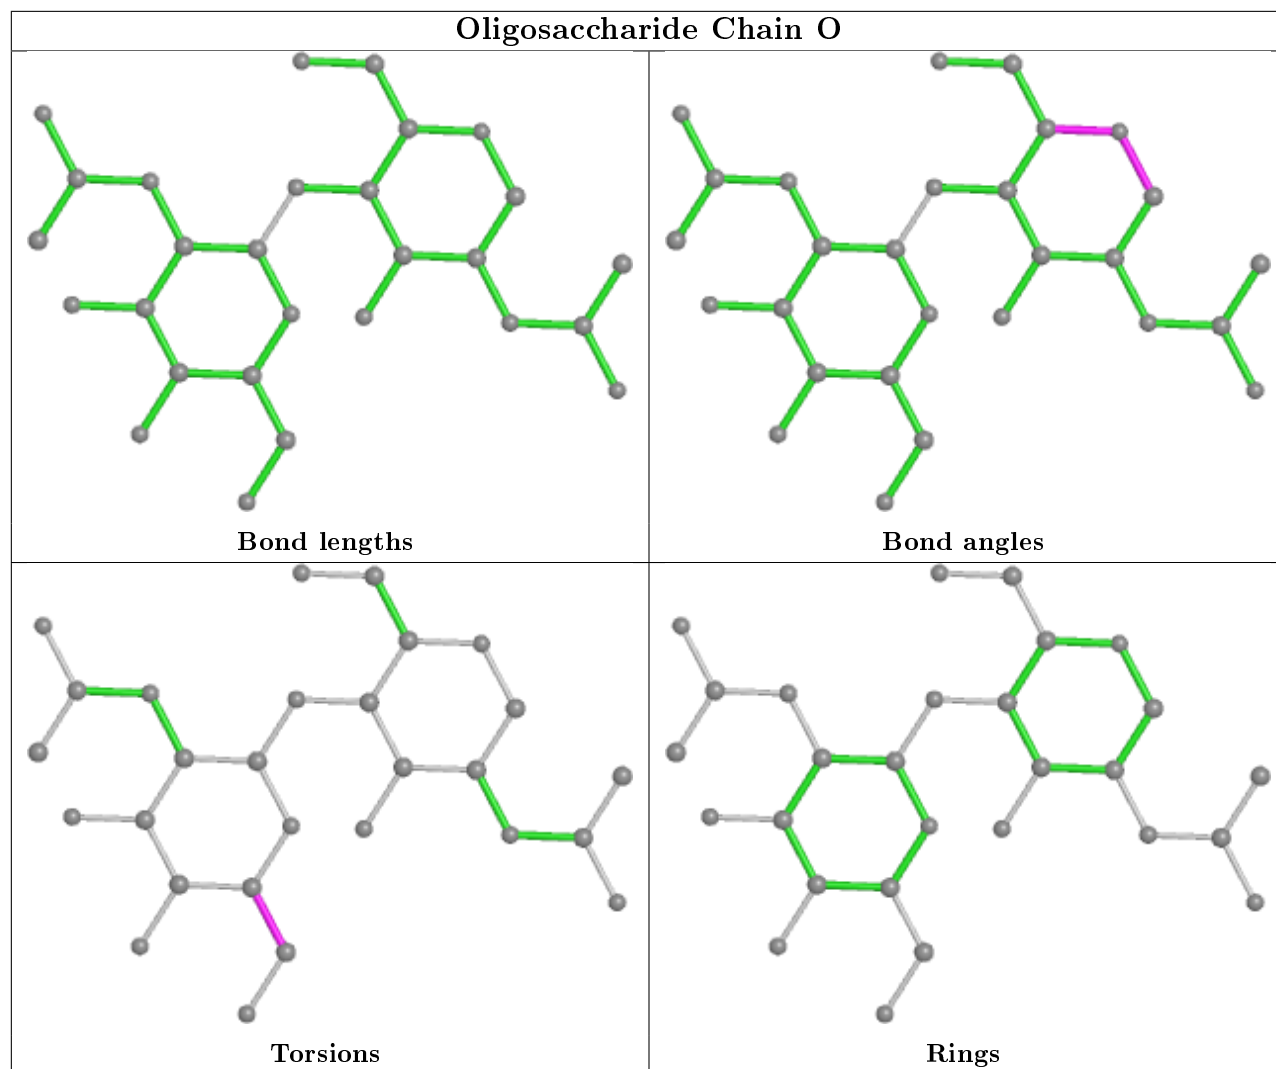 Oligosaccharide Chain O
Bond lengths
Bond angles
Torsions
Rings